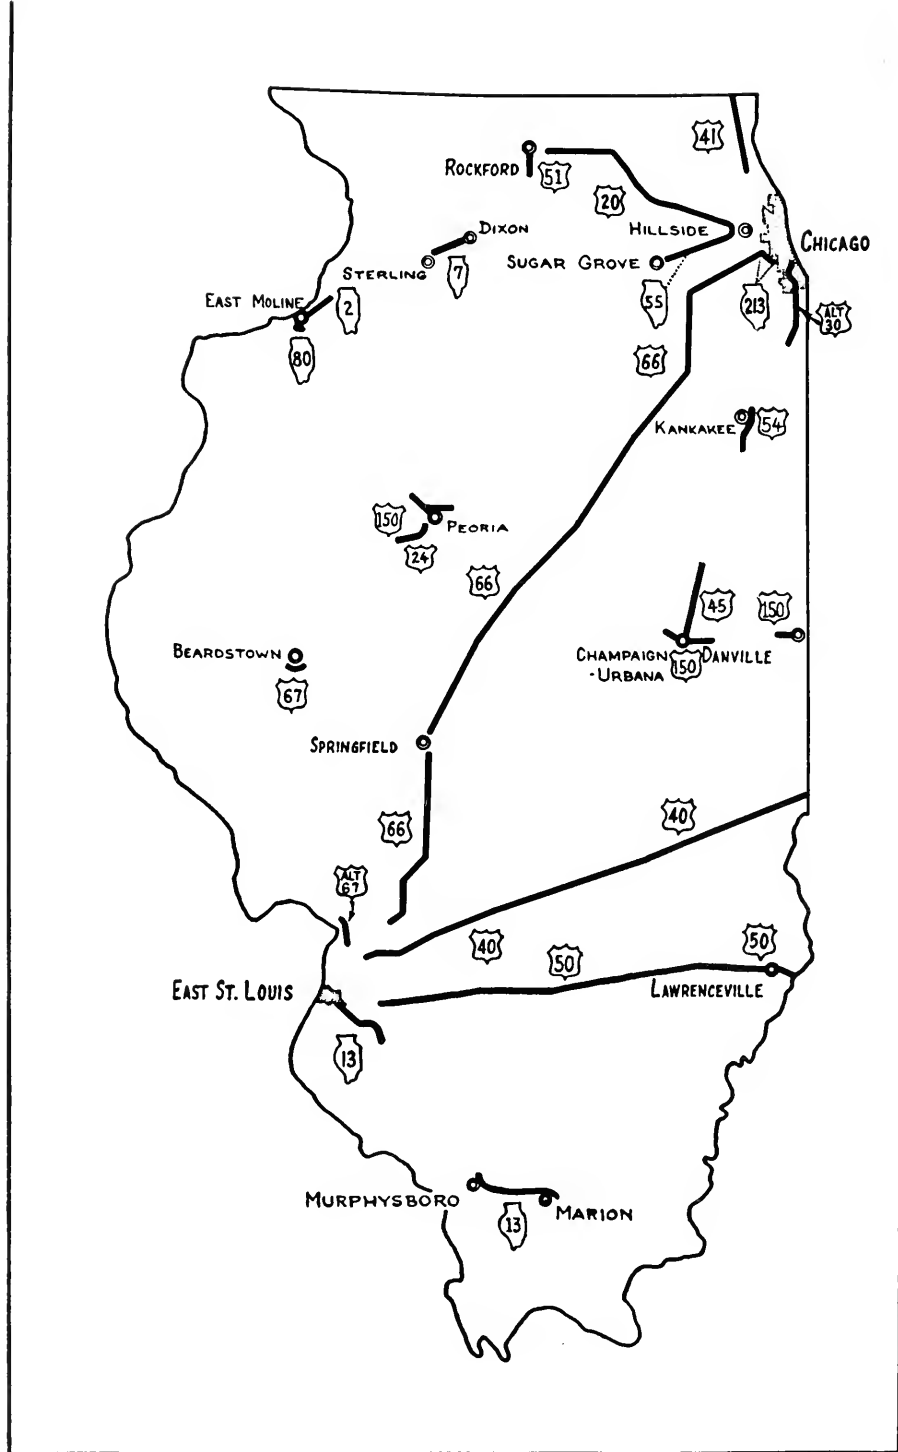 41
ROCKFORD
51
20
DIXON
HILLSIDE
CHICAGO
STERLING
7
SUGAR GROVE
EAST MOLINE
2
55
213
ALT
30
80
66
KANKAKEE
54
150
PEORIA
24
66
45
150
BEARDSTOWN
CHAMPAIGN
-URBANA
150
DANVILLE
67
SPRINGFIELD
66
40
ALT
67
40
50
50
EAST ST. LOUIS
LAWRENCEVILLE
13
MURPHYSBORO
13
MARION